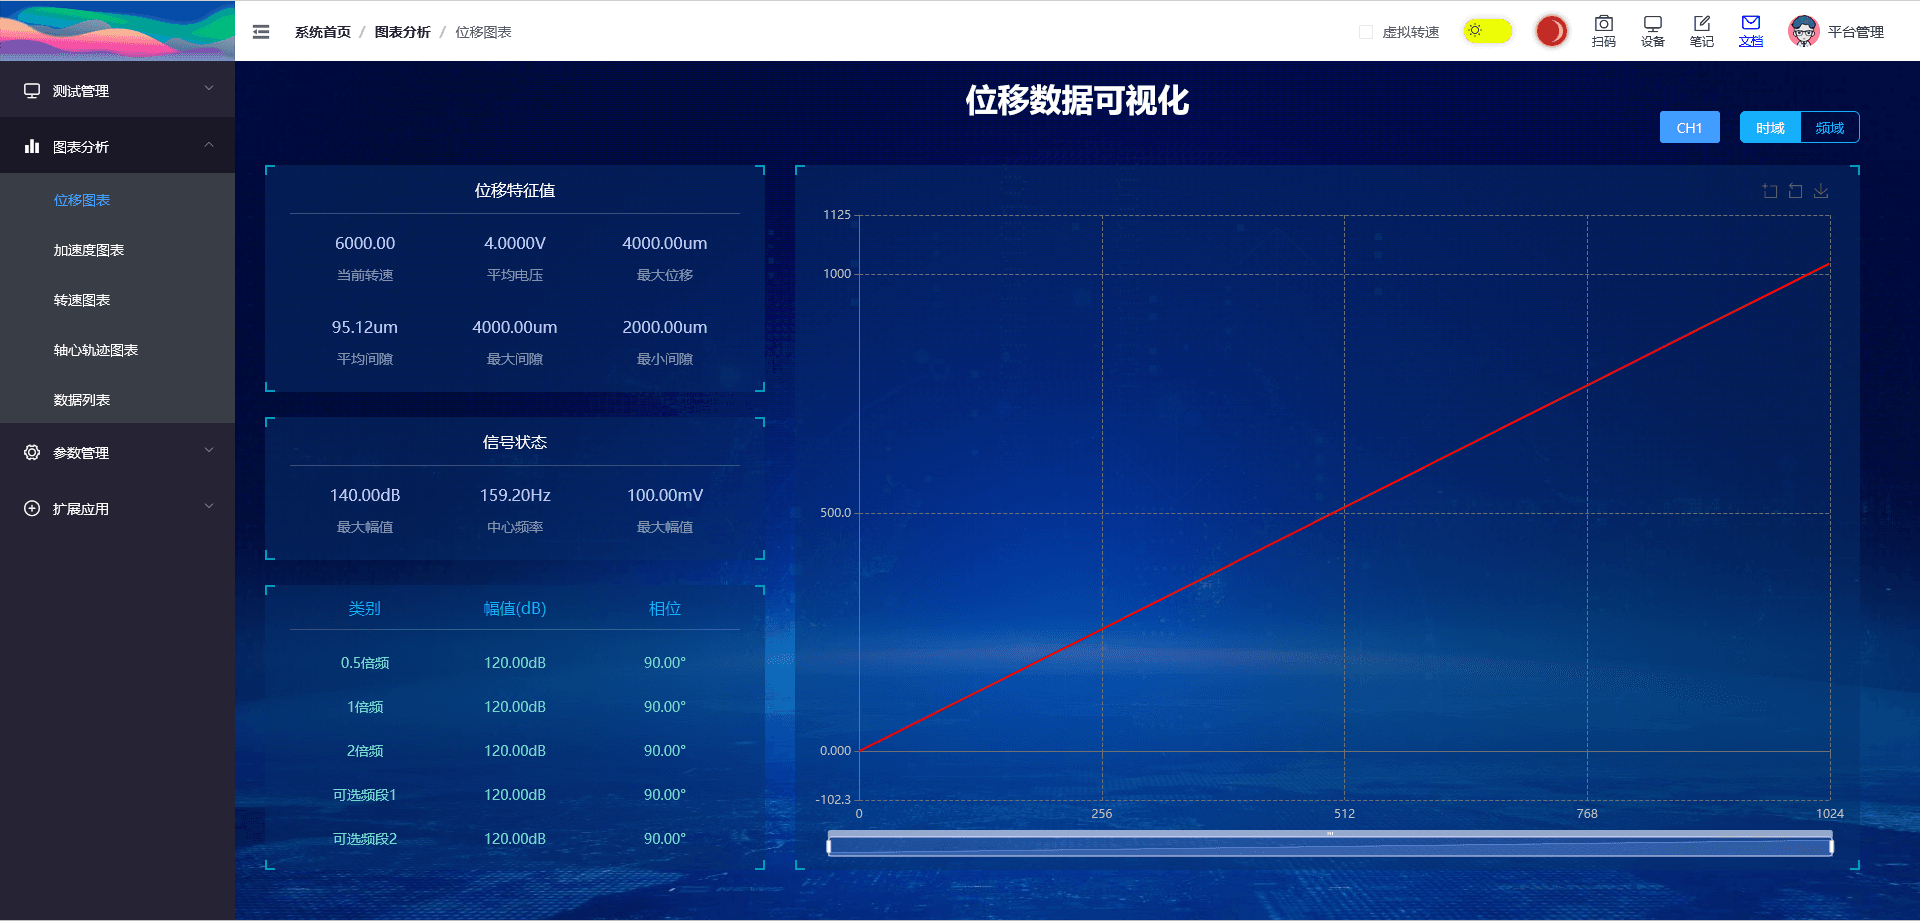 系统首页 / 图表分析 / 位移图表
虚拟转速
扫码
设备
笔记
文档
平台管理
测试管理
图表分析
位移图表
加速度图表
转速图表
轴心轨迹图表
数据列表
参数管理
扩展应用
位移数据可视化
CH1
时域
频域
位移特征值
6000.00 4.0000V 4000.00um
当前转速 平均电压 最大位移
95.12um 4000.00um 2000.00um
平均间隙 最大间隙 最小间隙
信号状态
140.00dB 159.20Hz 100.00mV
最大幅值 中心频率 最大幅值
类别 幅值(dB) 相位
0.5倍频 120.00dB 90.00°
1倍频 120.00dB 90.00°
2倍频 120.00dB 90.00°
可选频段1 120.00dB 90.00°
可选频段2 120.00dB 90.00°
1125
1000
500.0
0.000
-102.3
0 256 512 768 1024